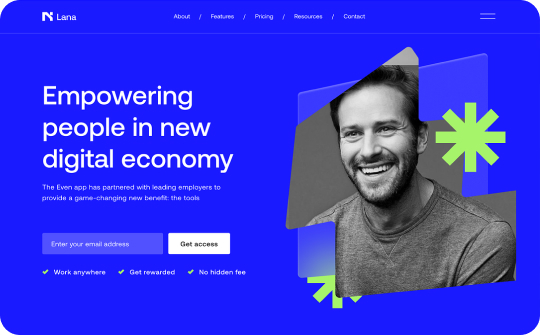 Lana
About / Features / Pricing / Resources / Contact
Empowering
people in new
digital economy
The Even app has partnered with leading employers to
provide a game-changing new benefit: the tools
Enter your email address
Get access
Work anywhere
Get rewarded
No hidden fee